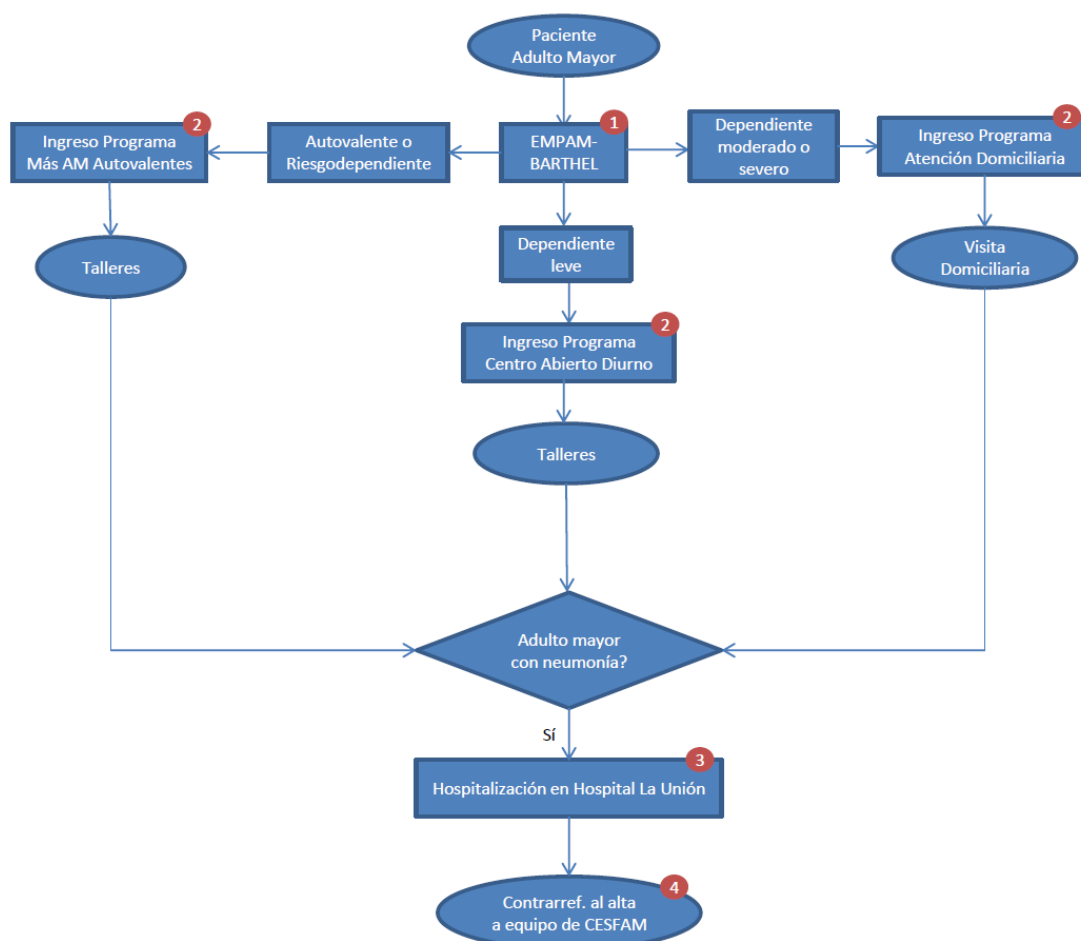 Paciente
Adulto Mayor
2
Ingreso Programa
Más AM Autovalentes
Autovalente o
Riesgodependiente
1
EMPAM-
BARTHEL
Dependiente
moderado o
severo
2
Ingreso Programa
Atención Domiciliaria
Talleres
Dependiente
leve
Visita
Domiciliaria
2
Ingreso Programa
Centro Abierto Diurno
Talleres
Adulto mayor
con neumonía?
Sí
3
Hospitalización en Hospital La Unión
4
Contrarref. al alta
a equipo de CESFAM